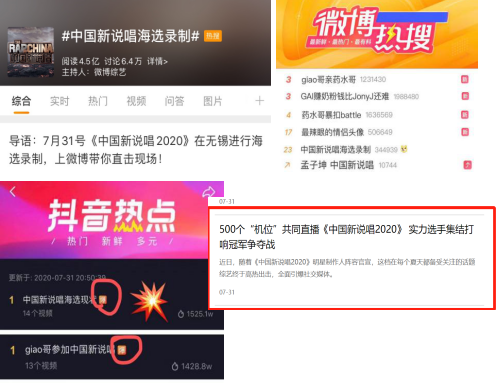 RAPCHINA
#中国新说唱海选录制#
热搜
阅读4.5亿 讨论6.4万 详情>
主持人：微博综艺
综合 实时 热门 视频 问答 图片
导语：7月31号《中国新说唱2020》在无锡进行海
选录制，上微博带你直击现场！
微博
热搜
最新鲜·最热门·最有料
3 giao哥亲药水哥 1231430
3 GAI赚奶粉钱比JonyJ还难 1988480
4 药水哥暴扣battle 1638569
17 最辣眼的情侣头像 506649
23 中国新说唱海选录制 344939
孟子坤 中国新说唱 10744
抖音热点
热门 新鲜 多元
更新于: 2020-07-31 20:50:39
1 中国新说唱海选现状
14个视频
1525.1w
1 giao哥参加中国新说唱
13个视频
1428.8w
07-31
500个“机位”共同直播《中国新说唱2020》 实力选手集结打
响冠军争夺战
近日，随着《中国新说唱2020》明星制作人阵容官宣，这档在每个夏天都备受关注的话题
综艺终于高热出击，全面引爆社交媒体。
07-31